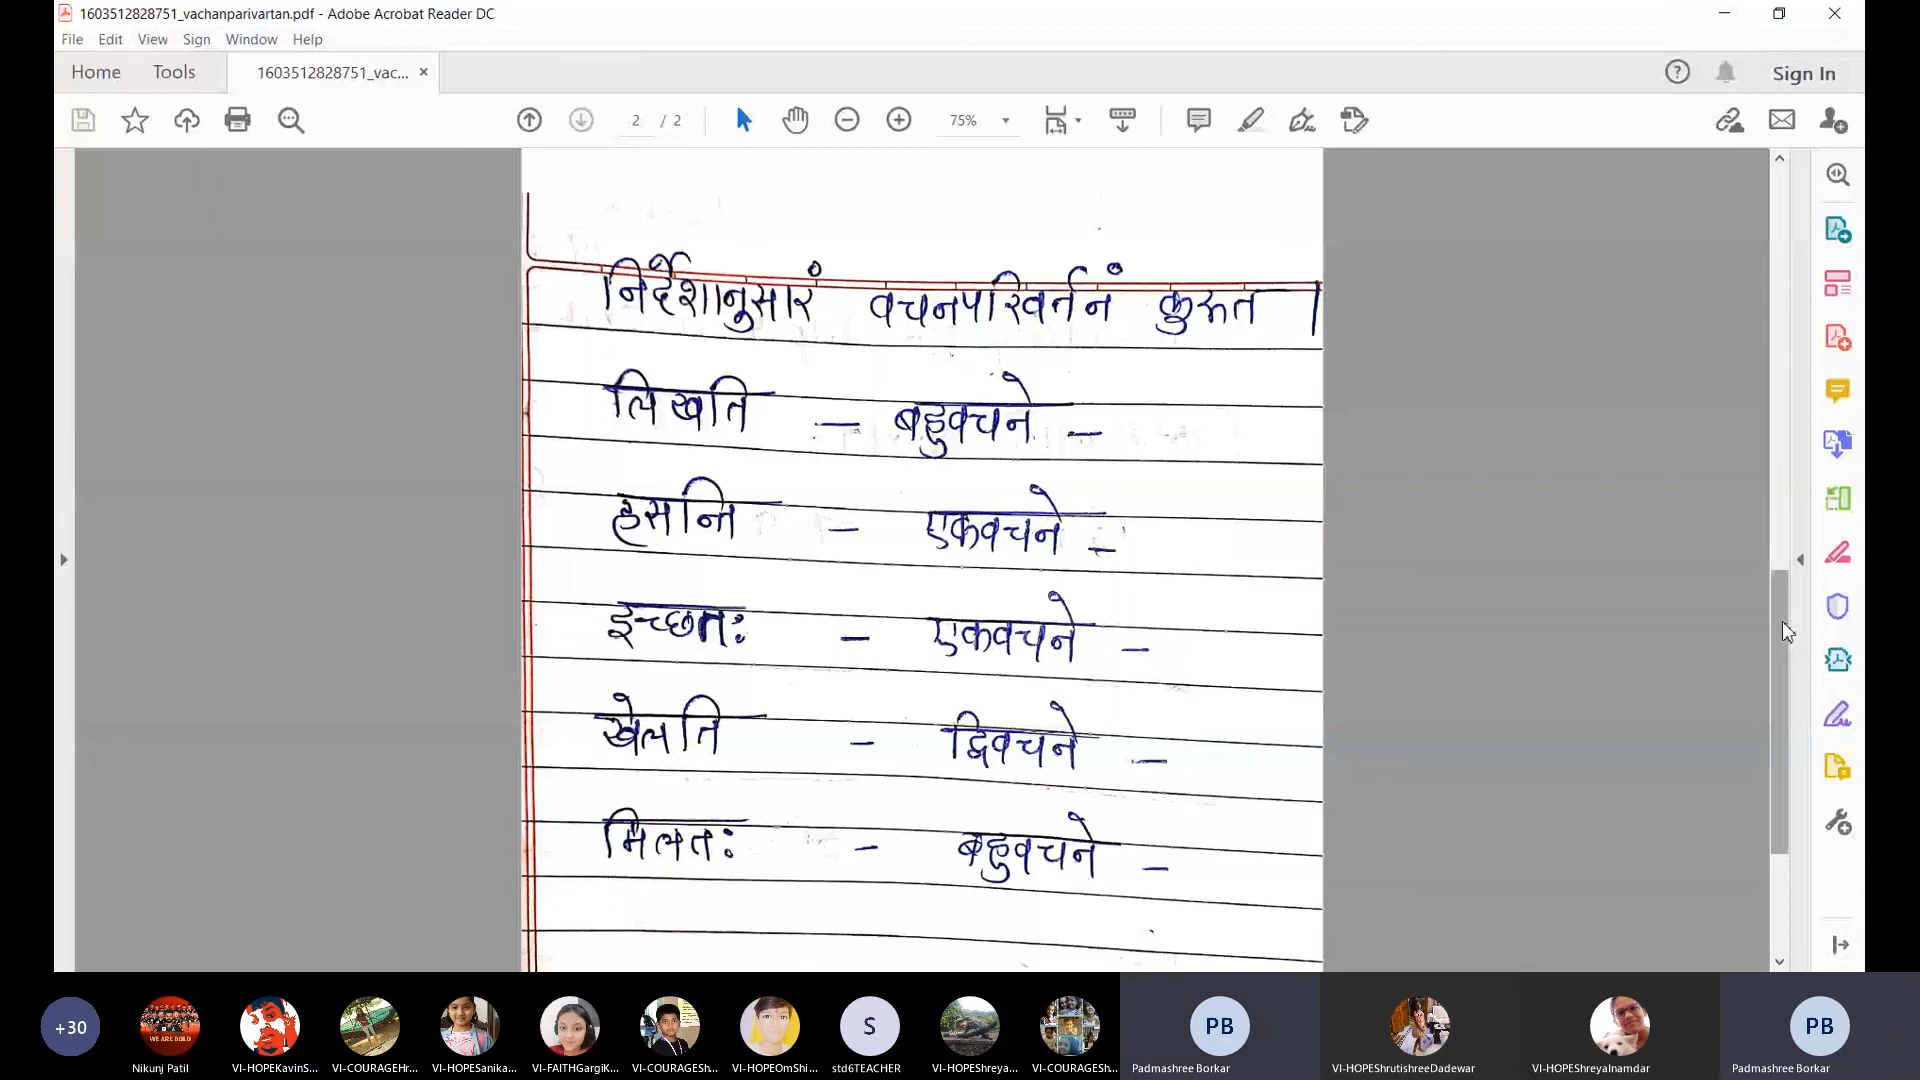 1603512828751_vachanparivartan.pdf - Adobe Acrobat Reader DC
File Edit View Sign Window Help
Home Tools 1603512828751_vac... × Sign In
2 / 2 75%
निर्देशानुसारं वचनपरिवर्तनं कुरूत ।
लिखति – बहुवचने –
हसन्ति – एकवचने –
इच्छतः – एकवचने –
खेलति – द्विवचने –
मिलतः – बहुवचने –
+30 WE ARE BOLD S PB PB
Nikunj Patil VI-HOPEKavinS... VI-COURAGEHr... VI-HOPESanika... VI-FAITHGargiK... VI-COURAGESh... VI-HOPEOmShi... std6TEACHER VI-HOPEShreya... VI-COURAGESh... Padmashree Borkar VI-HOPEShrutishreeDadewar VI-HOPEShreyaInamdar Padmashree Borkar